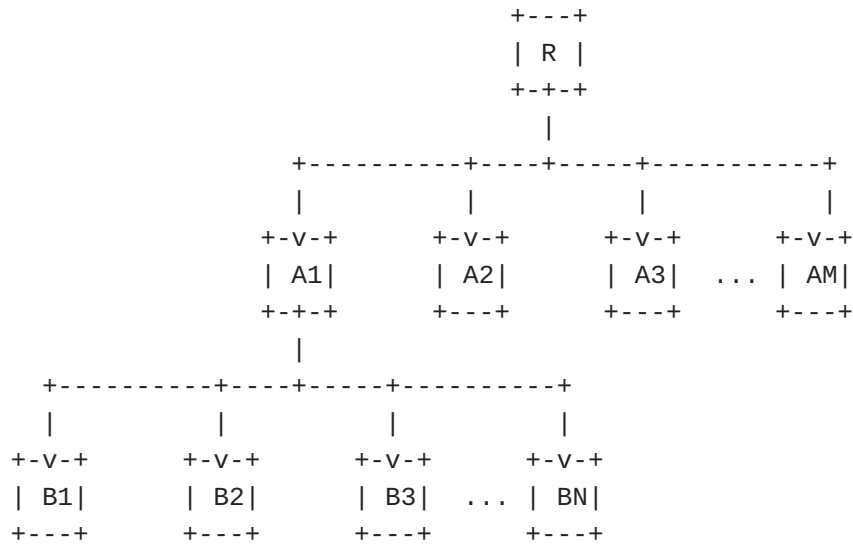 +---+
                             | R |
                             +-+-+
                               |
                +----------+----+-----+-----------+
                |          |          |           |
              +-v-+      +-v-+      +-v-+       +-v-+
              | A1|      | A2|      | A3|  ... | AM|
              +-+-+      +---+      +---+      +---+
                |
 +----------+----+-----+----------+
 |          |          |          |
+-v-+      +-v-+      +-v-+      +-v-+
| B1|      | B2|      | B3|  ... | BN|
+---+      +---+      +---+      +---+